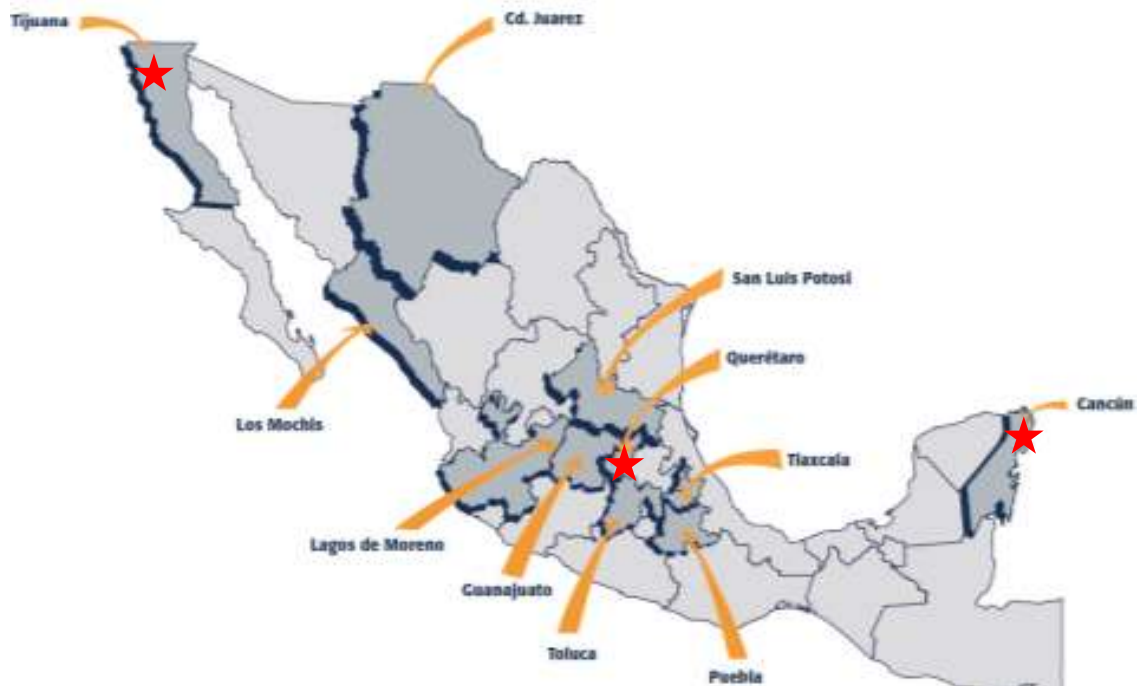 Tijuana
Cd. Juarez
San Luis Potosi
Querétaro
Cancún
Los Mochis
Tlaxcala
Lagos de Moreno
Guanajuato
Toluca
Puebla